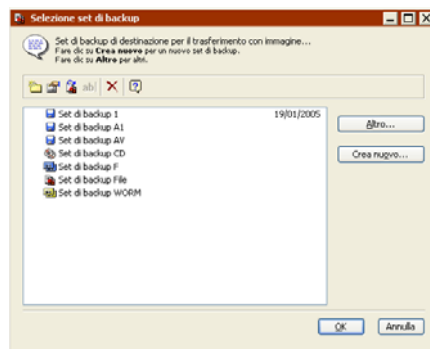 Selezione set di backup
Set di backup di destinazione per il trasferimento con immagine...
Fare clic su Crea nuovo per un nuovo set di backup.
Fare clic su Altro per altri.
ab|
Set di backup 1 19/01/2005
Set di backup A1
Set di backup AV
Set di backup CD
Set di backup F
Set di backup File
Set di backup WORM
Altro...
Crea nuovo...
OK
Annulla